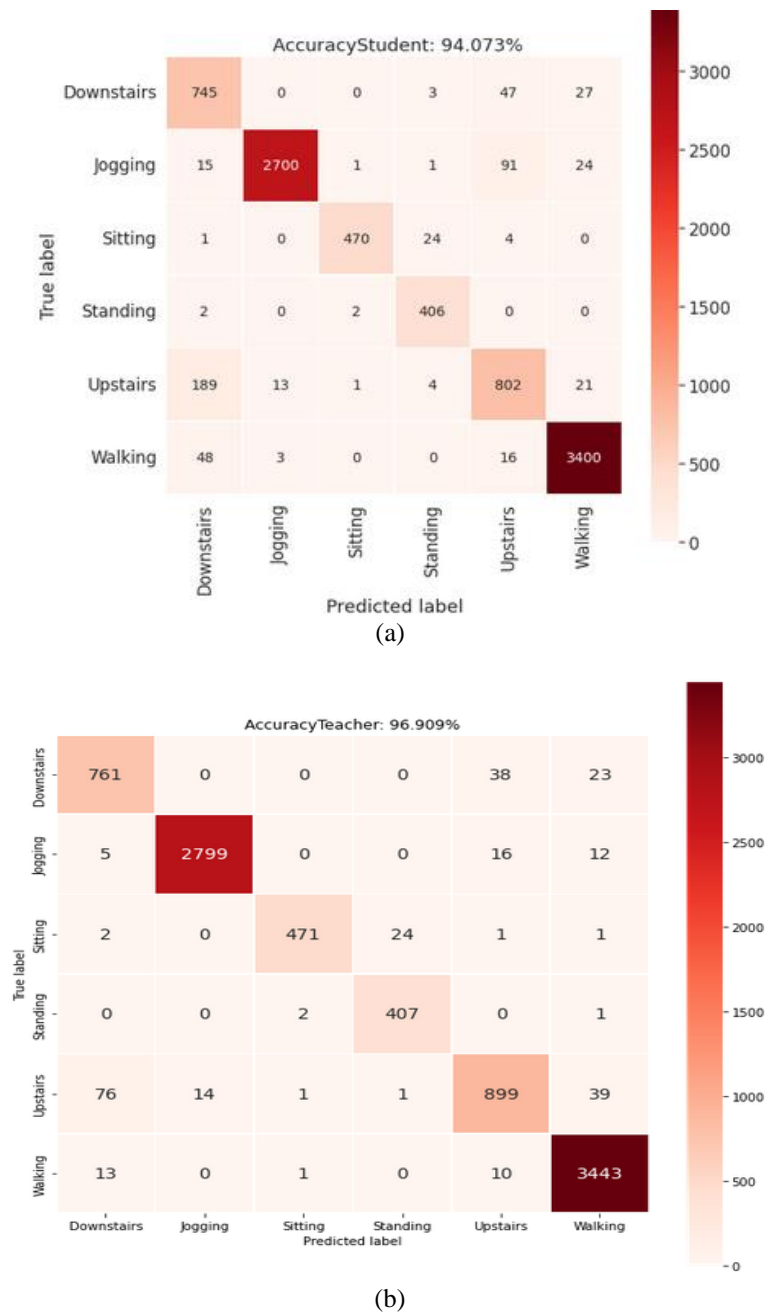 AccuracyStudent: 94.073%
Downstairs 745 0 0 3 47 27
Jogging 15 2700 1 1 91 24
Sitting 1 0 470 24 4 0
Standing 2 0 2 406 0 0
Upstairs 189 13 1 4 802 21
Walking 48 3 0 0 16 3400
True label
Downstairs Jogging Sitting Standing Upstairs Walking
Predicted label
3000
2500
2000
1500
1000
500
0
(a)
AccuracyTeacher: 96.909%
Downstairs 761 0 0 0 38 23
Jogging 5 2799 0 0 16 12
Sitting 2 0 471 24 1 1
Standing 0 0 2 407 0 1
Upstairs 76 14 1 1 899 39
Walking 13 0 1 0 10 3443
True label
Downstairs Jogging Sitting Standing Upstairs Walking
Predicted label
3000
2500
2000
1500
1000
500
0
(b)